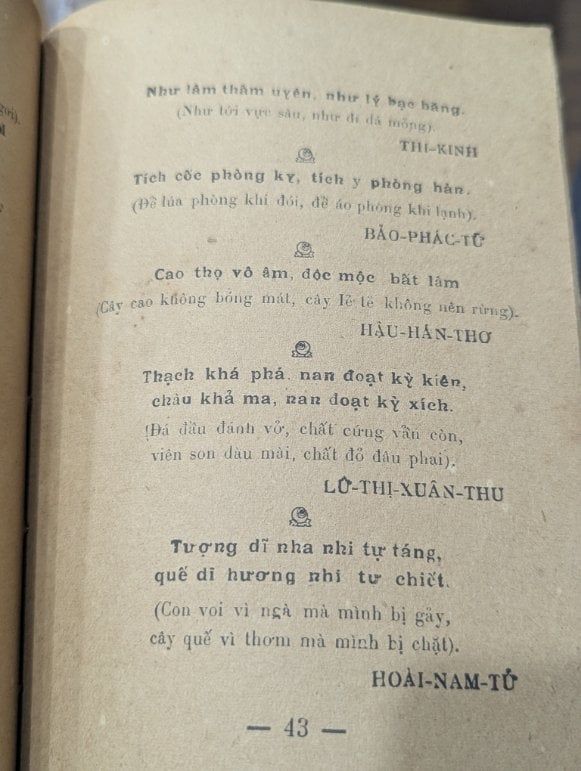 gơi).
Như lâm thâm uyên, như lý bạc băng.
(Như tới vực sâu, như đi đá mỏng).
THI-KINH
Tích cốc phòng kỵ, tích y phòng hàn.
(Để lúa phòng khi đói, để áo phòng khi lạnh).
BẢO-PHÁC-TỬ
Cao thọ vô âm, độc mộc bất lâm
(Cây cao không bóng mát, cây lẻ tẻ không nên rừng).
HẬU-HÁN-THƠ
Thạch khả phá, nan đoạt kỳ kiên,
châu khả ma, nan đoạt kỳ xích.
(Đá dầu đánh vỡ, chất cứng vẫn còn,
viên son dàu mài, chất đỏ đâu phai).
LỮ-THỊ-XUÂN-THU
Tượng dĩ nha nhi tự táng,
quế dĩ hương nhi tư chiết.
(Con voi vì ngà mà mình bị gãy,
cây quế vì thơm mà mình bị chặt).
HOÀI-NAM-TỬ
— 43 —